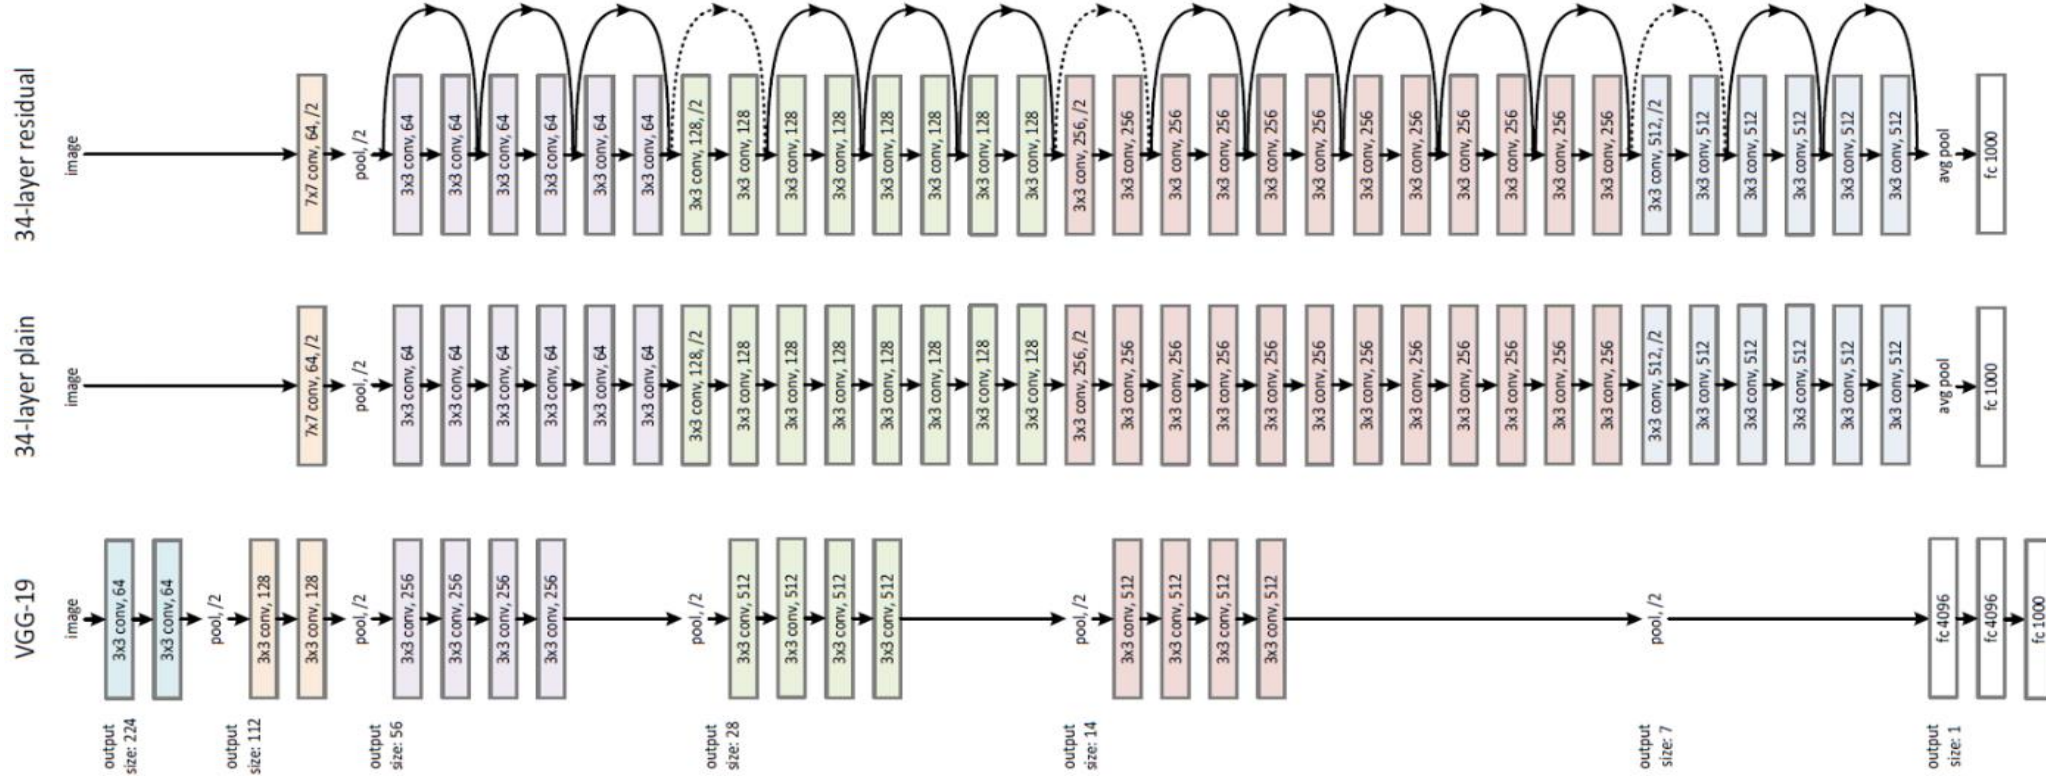 34-layer residual
image
7x7 conv, 64, /2
pool, /2
3x3 conv, 64
3x3 conv, 64
3x3 conv, 64
3x3 conv, 64
3x3 conv, 64
3x3 conv, 64
3x3 conv, 128, /2
3x3 conv, 128
3x3 conv, 128
3x3 conv, 128
3x3 conv, 128
3x3 conv, 128
3x3 conv, 128
3x3 conv, 128
3x3 conv, 256, /2
3x3 conv, 256
3x3 conv, 256
3x3 conv, 256
3x3 conv, 256
3x3 conv, 256
3x3 conv, 256
3x3 conv, 256
3x3 conv, 256
3x3 conv, 256
3x3 conv, 256
3x3 conv, 256
3x3 conv, 512, /2
3x3 conv, 512
3x3 conv, 512
3x3 conv, 512
3x3 conv, 512
3x3 conv, 512
avg pool
fc 1000
34-layer plain
image
7x7 conv, 64, /2
pool, /2
3x3 conv, 64
3x3 conv, 64
3x3 conv, 64
3x3 conv, 64
3x3 conv, 64
3x3 conv, 64
3x3 conv, 128, /2
3x3 conv, 128
3x3 conv, 128
3x3 conv, 128
3x3 conv, 128
3x3 conv, 128
3x3 conv, 128
3x3 conv, 128
3x3 conv, 256, /2
3x3 conv, 256
3x3 conv, 256
3x3 conv, 256
3x3 conv, 256
3x3 conv, 256
3x3 conv, 256
3x3 conv, 256
3x3 conv, 256
3x3 conv, 256
3x3 conv, 256
3x3 conv, 256
3x3 conv, 512, /2
3x3 conv, 512
3x3 conv, 512
3x3 conv, 512
3x3 conv, 512
3x3 conv, 512
avg pool
fc 1000
VGG-19
image
3x3 conv, 64
3x3 conv, 64
pool, /2
3x3 conv, 128
3x3 conv, 128
pool, /2
3x3 conv, 256
3x3 conv, 256
3x3 conv, 256
3x3 conv, 256
pool, /2
3x3 conv, 512
3x3 conv, 512
3x3 conv, 512
3x3 conv, 512
pool, /2
3x3 conv, 512
3x3 conv, 512
3x3 conv, 512
3x3 conv, 512
pool, /2
fc 4096
fc 4096
fc 1000
output
size: 224
output
size: 112
output
size: 56
output
size: 28
output
size: 14
output
size: 7
output
size: 1